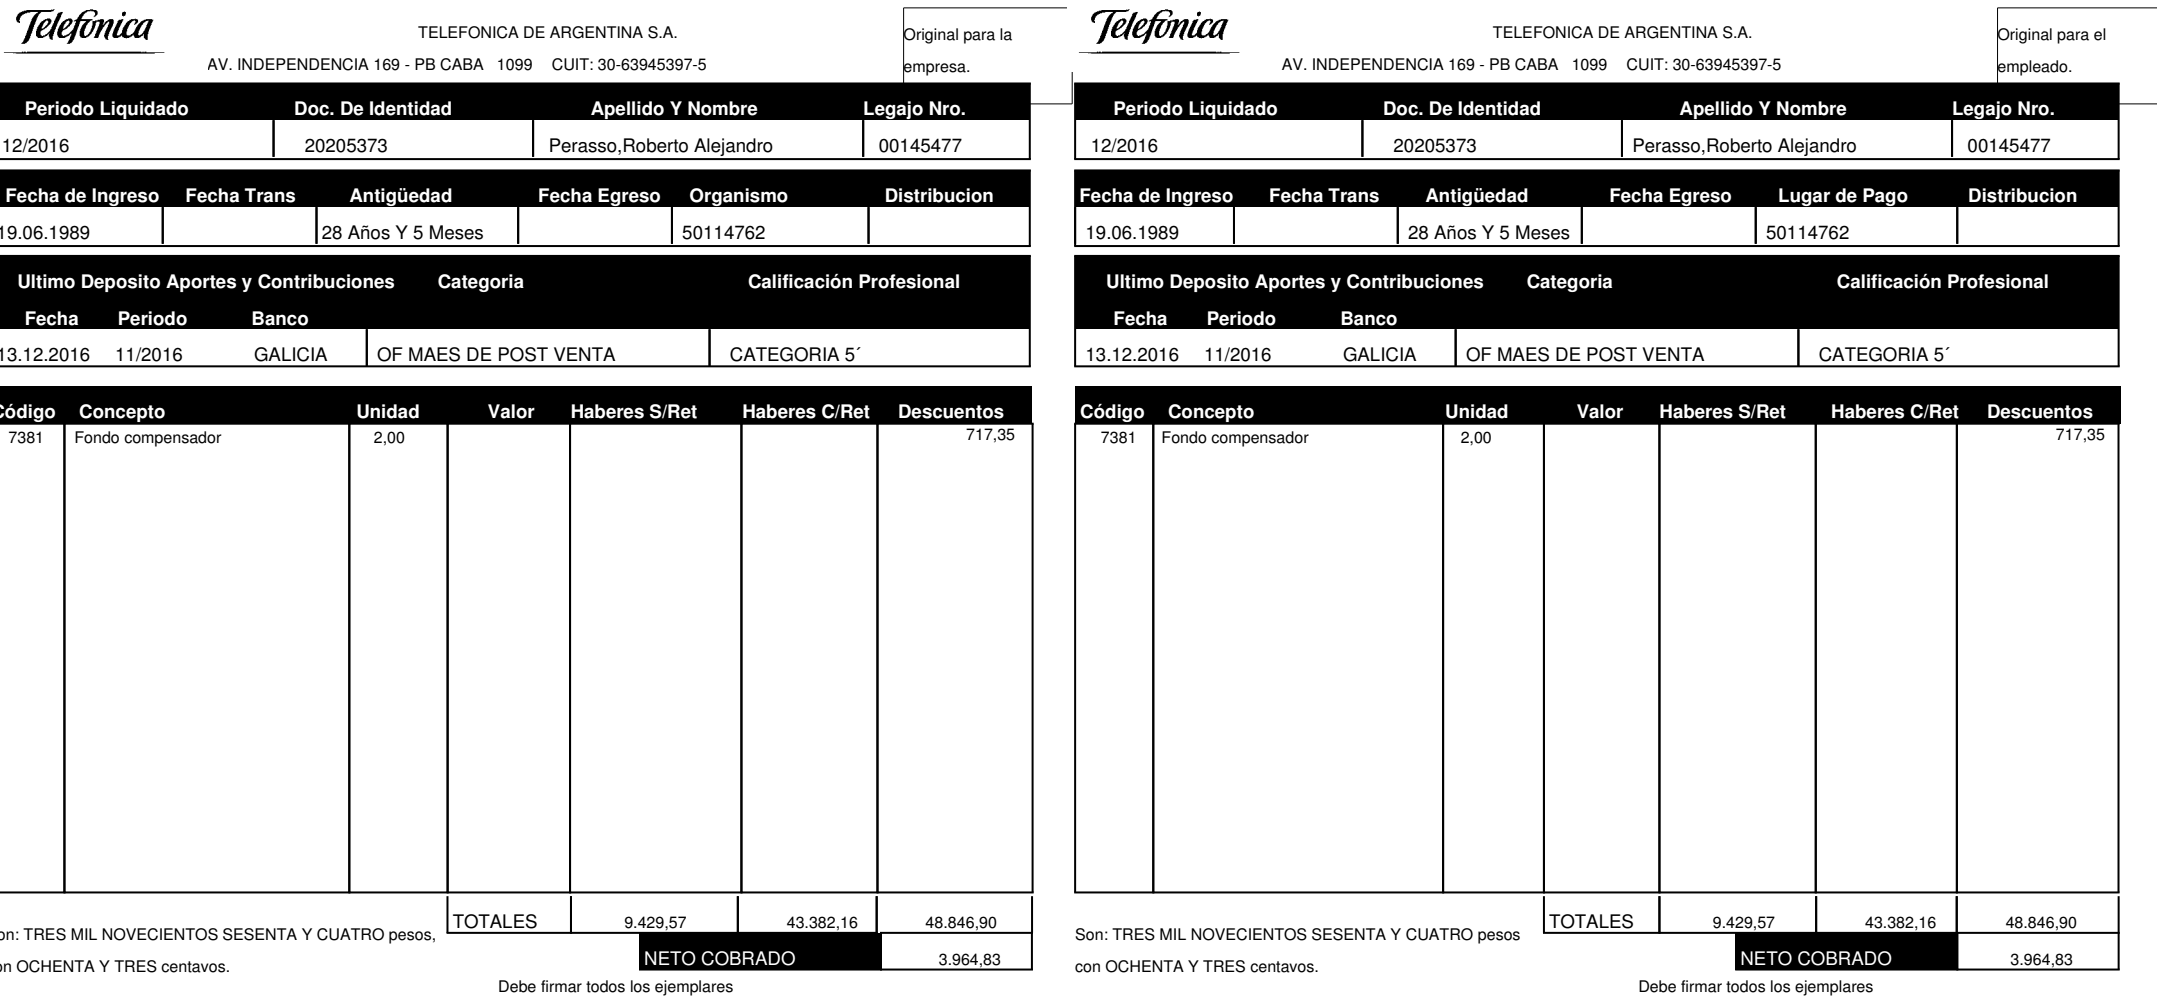 Telefónica
TELEFONICA DE ARGENTINA S.A.
AV. INDEPENDENCIA 169 - PB CABA 1099 CUIT: 30-63945397-5
Original para la
empresa.
Periodo Liquidado Doc. De Identidad Apellido Y Nombre Legajo Nro.
12/2016 20205373 Perasso,Roberto Alejandro 00145477
Fecha de Ingreso Fecha Trans Antigüedad Fecha Egreso Organismo Distribucion
19.06.1989 28 Años Y 5 Meses 50114762
Ultimo Deposito Aportes y Contribuciones Categoria Calificación Profesional
Fecha Periodo Banco
13.12.2016 11/2016 GALICIA OF MAES DE POST VENTA CATEGORIA 5´
Código Concepto Unidad Valor Haberes S/Ret Haberes C/Ret Descuentos
7381 Fondo compensador 2,00 717,35
TOTALES 9.429,57 43.382,16 48.846,90
on: TRES MIL NOVECIENTOS SESENTA Y CUATRO pesos,
on OCHENTA Y TRES centavos.
NETO COBRADO 3.964,83
Debe firmar todos los ejemplares
Telefónica
TELEFONICA DE ARGENTINA S.A.
AV. INDEPENDENCIA 169 - PB CABA 1099 CUIT: 30-63945397-5
Original para el
empleado.
Periodo Liquidado Doc. De Identidad Apellido Y Nombre Legajo Nro.
12/2016 20205373 Perasso,Roberto Alejandro 00145477
Fecha de Ingreso Fecha Trans Antigüedad Fecha Egreso Lugar de Pago Distribucion
19.06.1989 28 Años Y 5 Meses 50114762
Ultimo Deposito Aportes y Contribuciones Categoria Calificación Profesional
Fecha Periodo Banco
13.12.2016 11/2016 GALICIA OF MAES DE POST VENTA CATEGORIA 5´
Código Concepto Unidad Valor Haberes S/Ret Haberes C/Ret Descuentos
7381 Fondo compensador 2,00 717,35
TOTALES 9.429,57 43.382,16 48.846,90
Son: TRES MIL NOVECIENTOS SESENTA Y CUATRO pesos
con OCHENTA Y TRES centavos.
NETO COBRADO 3.964,83
Debe firmar todos los ejemplares